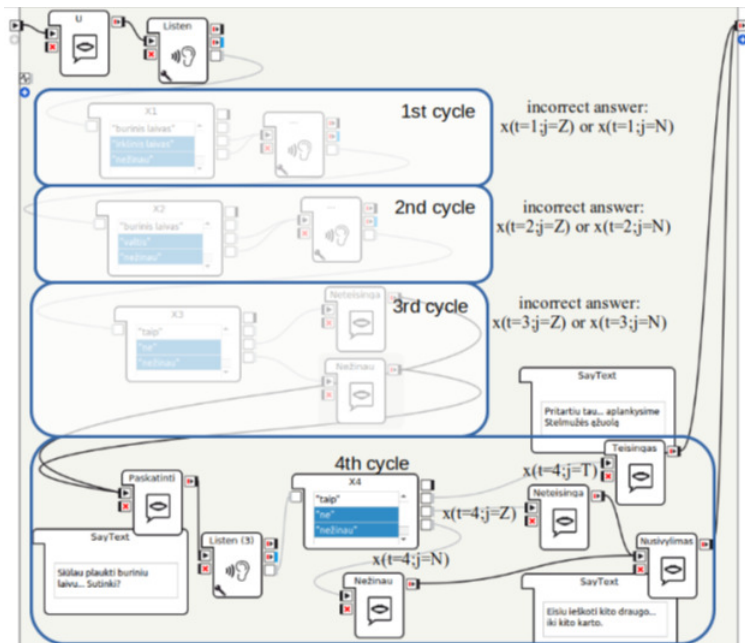 U
Listen
1st cycle
X1
"burinis laivas"
"irklinis laivas"
"nežinau"
...
incorrect answer:
x(t=1;j=Z) or x(t=1;j=N)
2nd cycle
X2
"burinis laivas"
"valtis"
"nežinau"
...
incorrect answer:
x(t=2;j=Z) or x(t=2;j=N)
3rd cycle
X3
"taip"
"ne"
"nežinau"
Neteisinga
Nežinau
incorrect answer:
x(t=3;j=Z) or x(t=3;j=N)
SayText
Pritartiu tau... aplankysime
Stelmužės ąžuolą
4th cycle
Paskatinti
SayText
Siūlau plaukti buriniu
laivu... Sutinki?
Listen (3)
X4
"taip"
"ne"
"nežinau"
x(t=4;j=T)
Teisingas
x(t=4;j=Z)
Neteisinga
x(t=4;j=N)
Nežinau
Nusivylimas
SayText
Eisiu ieškoti kito draugo...
iki kito karto.